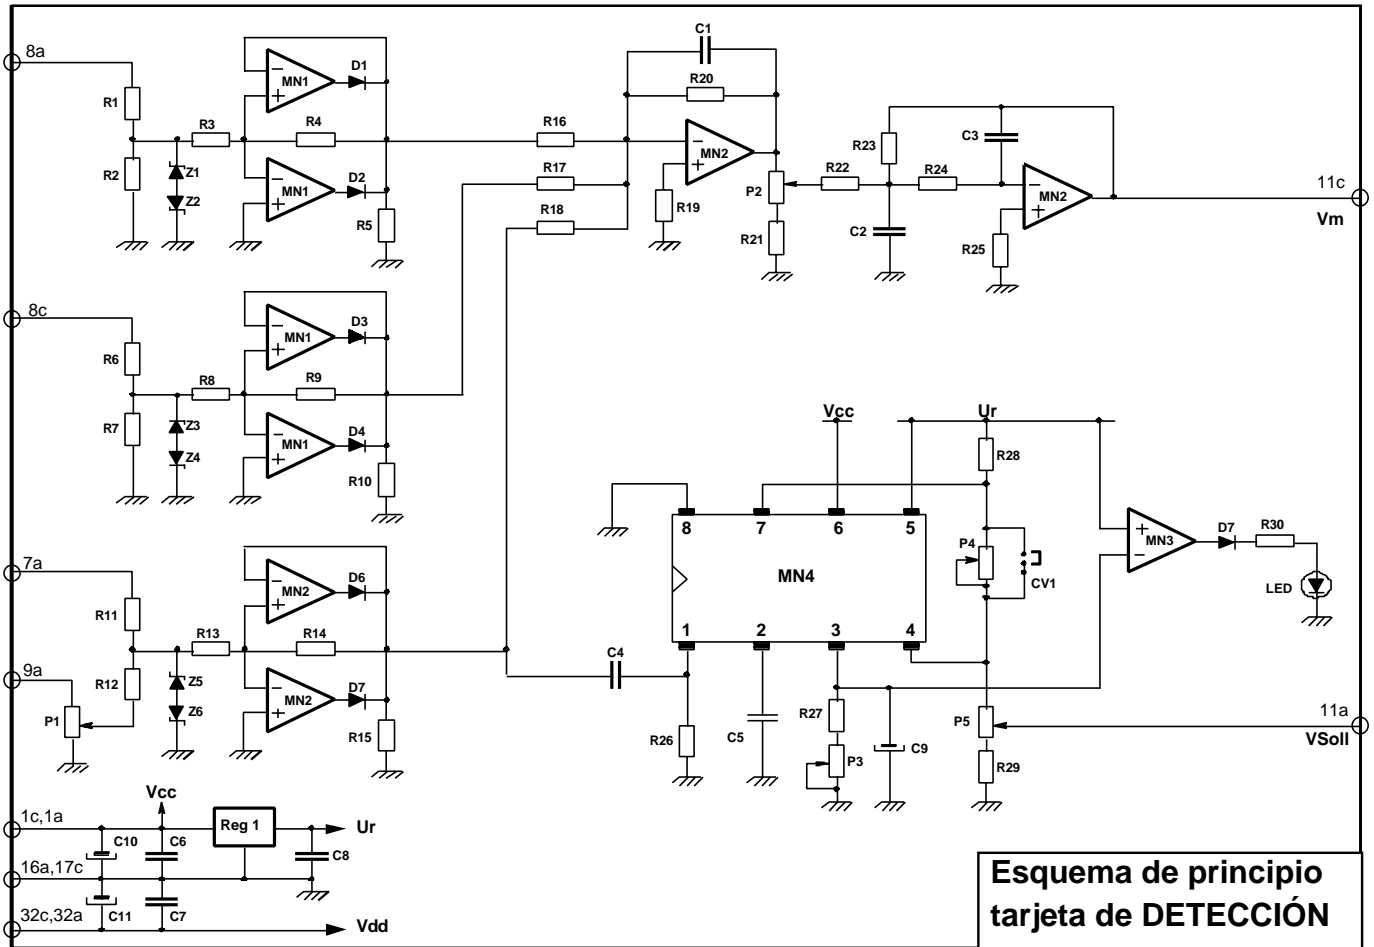 8a
R1
R2
Z1
Z2
R3
MN1
D1
R4
MN1
D2
R5
R16
R17
R18
C1
R20
MN2
R19
P2
R21
R22
R23
R24
C2
C3
MN2
R25
11c
Vm
8c
R6
R7
Z3
Z4
R8
MN1
D3
R9
MN1
D4
R10
7a
R11
9a
R12
P1
Z5
Z6
R13
MN2
D6
R14
MN2
D7
R15
Vcc
Ur
R28
8
7
6
5
MN4
1
2
3
4
P4
CV1
MN3
D7
R30
LED
C4
R26
C5
R27
P3
C9
P5
R29
11a
VSoll
1c,1a
Vcc
Reg 1
Ur
C10
C6
C8
16a,17c
C11
C7
32c,32a
Vdd
Esquema de principio
tarjeta de DETECCIÓN